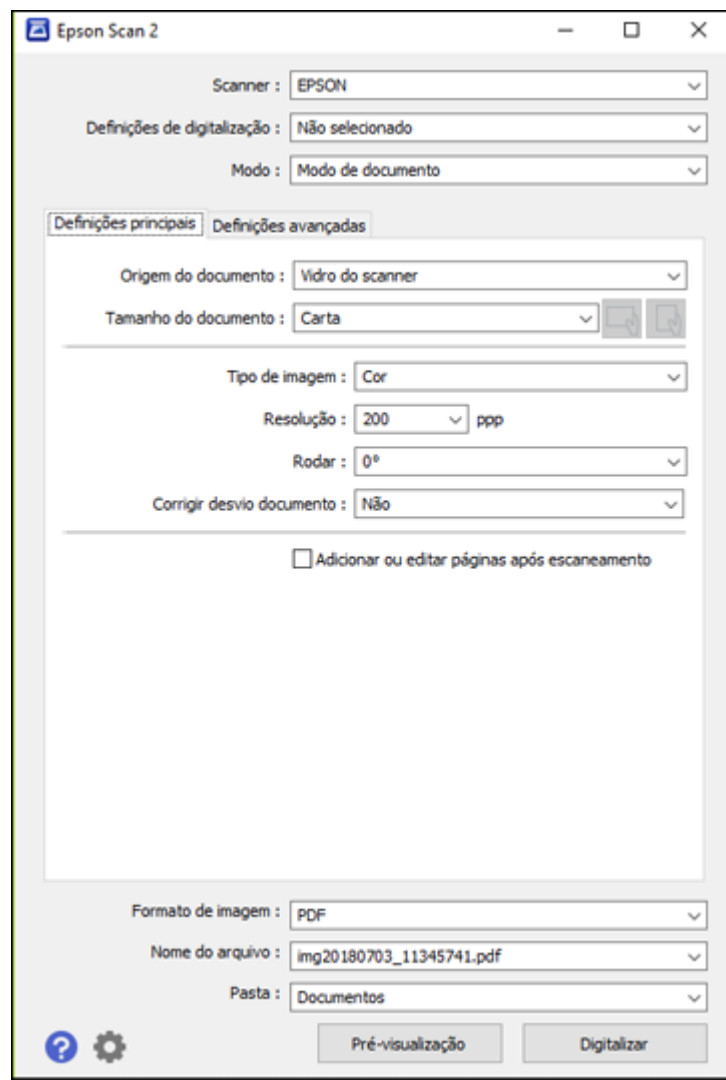 Epson Scan 2
Scanner : EPSON
Definições de digitalização : Não selecionado
Modo : Modo de documento
Definições principais Definições avançadas
Origem do documento : Vidro do scanner
Tamanho do documento : Carta
Tipo de imagem : Cor
Resolução : 200 ppp
Rodar : 0°
Corrigir desvio documento : Não
Adicionar ou editar páginas após escaneamento
Formato de imagem : PDF
Nome do arquivo : img20180703_11345741.pdf
Pasta : Documentos
? Pré-visualização Digitalizar